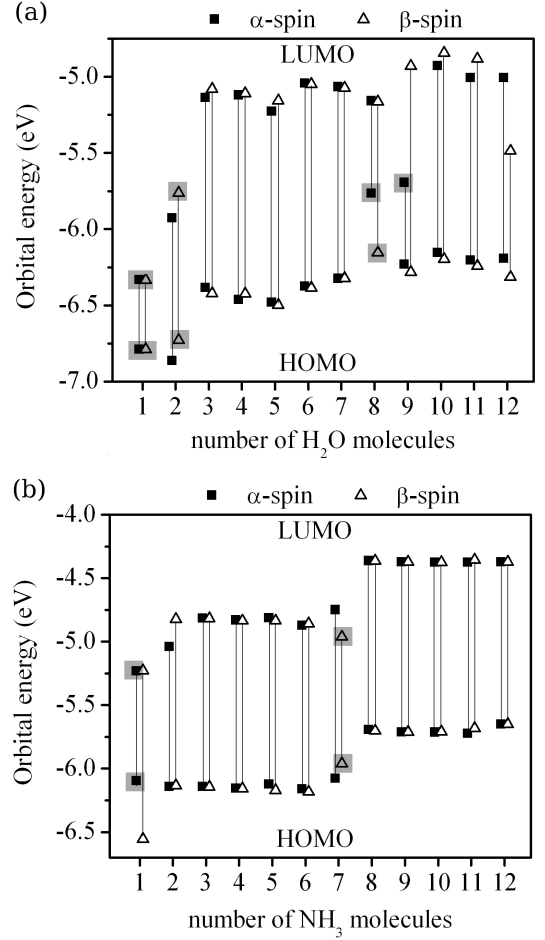 (a)
α-spin β-spin
LUMO
-5.0
-5.5
-6.0
-6.5
-7.0
Orbital energy (eV)
HOMO
1 2 3 4 5 6 7 8 9 10 11 12
number of H₂O molecules
(b)
α-spin β-spin
-4.0
LUMO
-4.5
-5.0
-5.5
-6.0
-6.5
Orbital energy (eV)
HOMO
1 2 3 4 5 6 7 8 9 10 11 12
number of NH₃ molecules